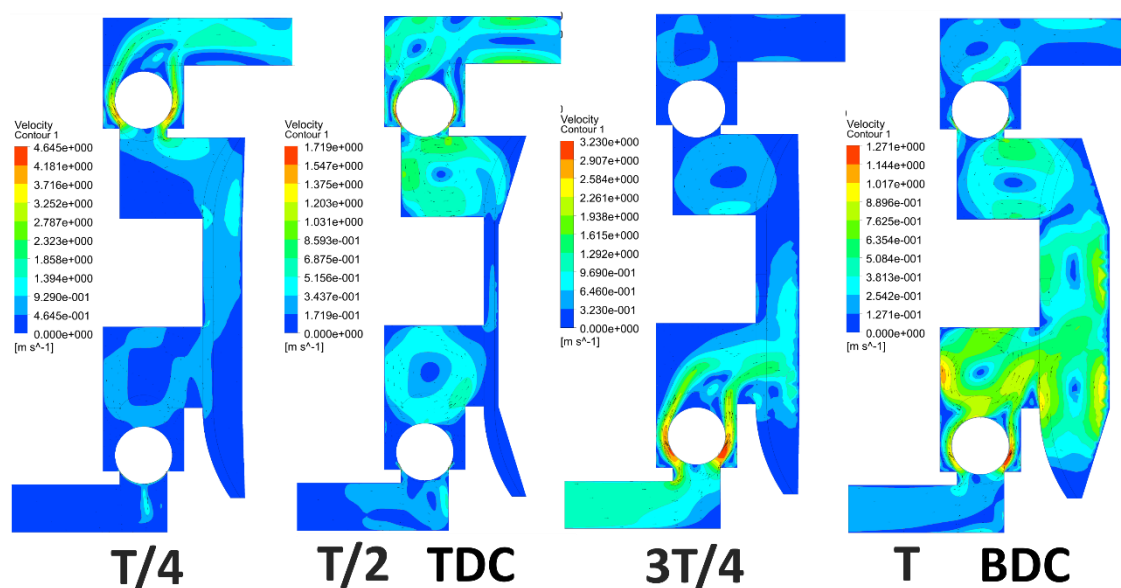 Velocity
Contour 1
4.645e+000
4.181e+000
3.716e+000
3.252e+000
2.787e+000
2.323e+000
1.858e+000
1.394e+000
9.290e-001
4.645e-001
0.000e+000
[m s^-1]
T/4
Velocity
Contour 1
1.719e+000
1.547e+000
1.375e+000
1.203e+000
1.031e+000
8.593e-001
6.875e-001
5.156e-001
3.437e-001
1.719e-001
0.000e+000
[m s^-1]
T/2 TDC
Velocity
Contour 1
3.230e+000
2.907e+000
2.584e+000
2.261e+000
1.938e+000
1.615e+000
1.292e+000
9.690e-001
6.460e-001
3.230e-001
0.000e+000
[m s^-1]
3T/4
Velocity
Contour 1
1.271e+000
1.144e+000
1.017e+000
8.896e-001
7.625e-001
6.354e-001
5.084e-001
3.813e-001
2.542e-001
1.271e-001
0.000e+000
[m s^-1]
T BDC